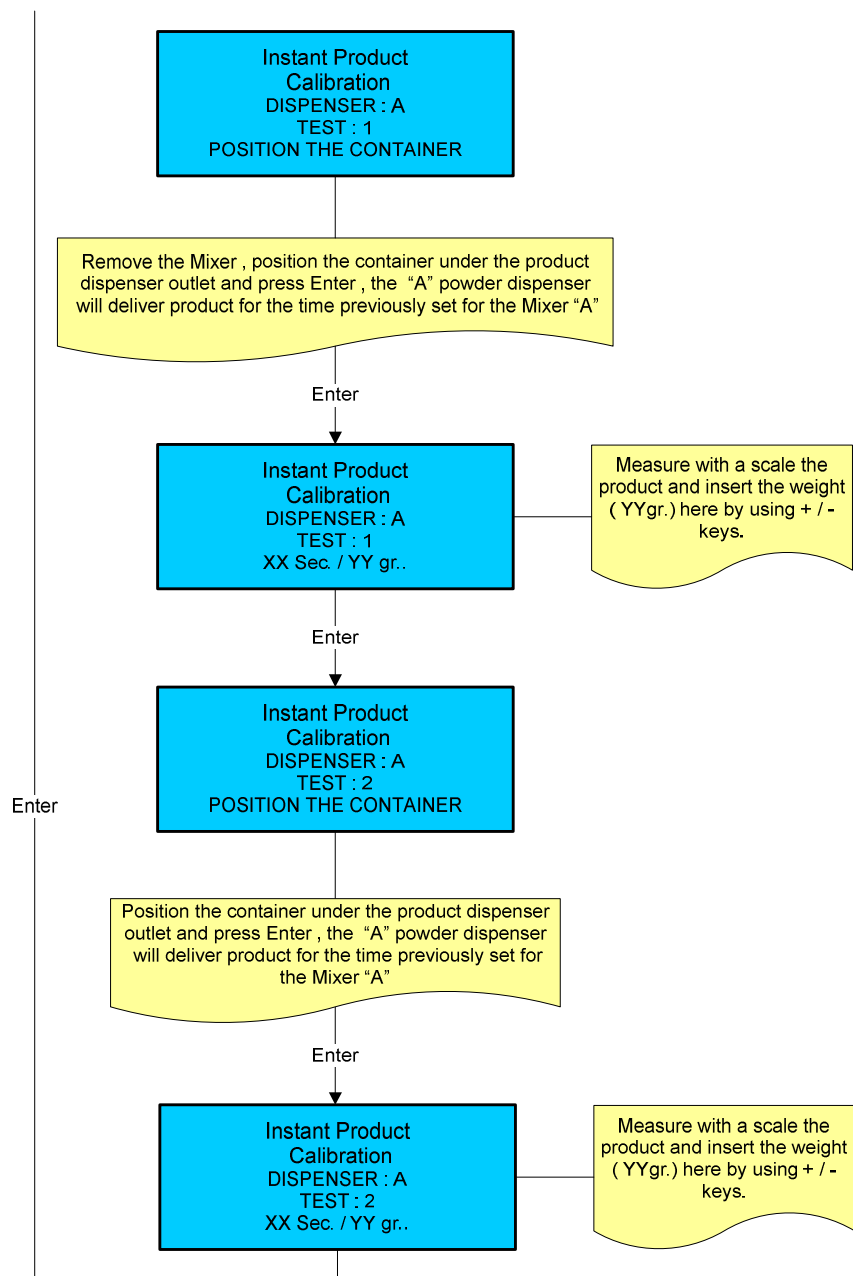 Instant Product
Calibration
DISPENSER : A
TEST : 1
POSITION THE CONTAINER
Remove the Mixer , position the container under the product
dispenser outlet and press Enter , the “A” powder dispenser
will deliver product for the time previously set for the Mixer “A”
Enter
Instant Product
Calibration
DISPENSER : A
TEST : 1
XX Sec. / YY gr..
Measure with a scale the
product and insert the weight
( YYgr.) here by using + / -
keys.
Enter
Instant Product
Calibration
DISPENSER : A
TEST : 2
POSITION THE CONTAINER
Enter
Position the container under the product dispenser
outlet and press Enter , the “A” powder dispenser
will deliver product for the time previously set for
the Mixer “A”
Enter
Instant Product
Calibration
DISPENSER : A
TEST : 2
XX Sec. / YY gr..
Measure with a scale the
product and insert the weight
( YYgr.) here by using + / -
keys.